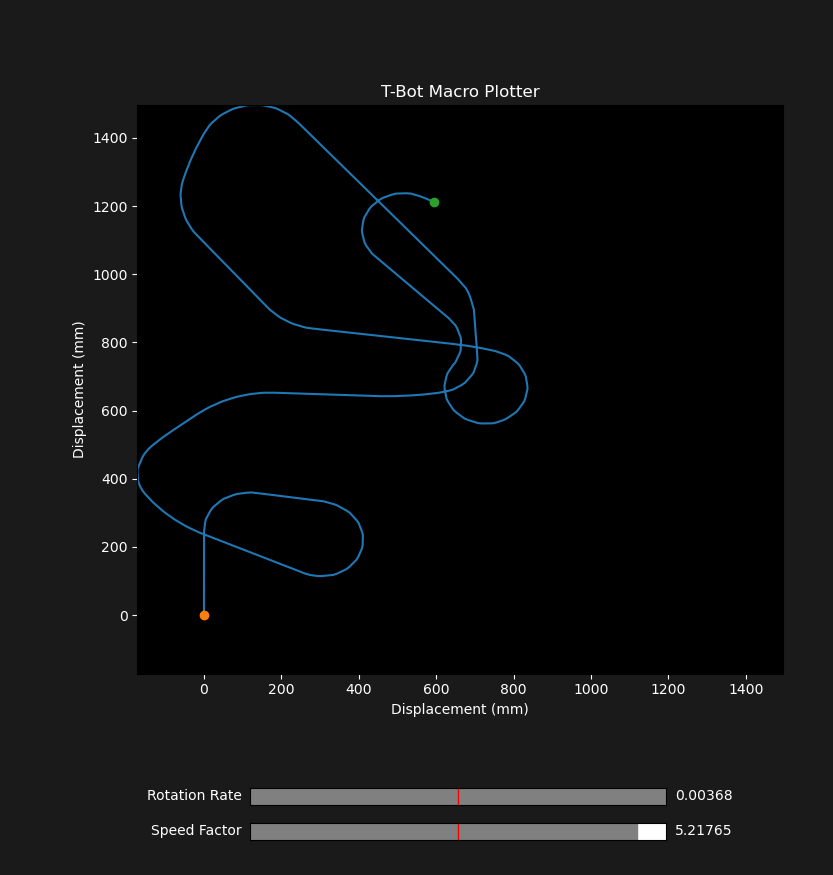 T-Bot Macro Plotter
1400
1200
1000
800
600
400
200
0
Displacement (mm)
0 200 400 600 800 1000 1200 1400
Displacement (mm)
Rotation Rate 0.00368
Speed Factor 5.21765